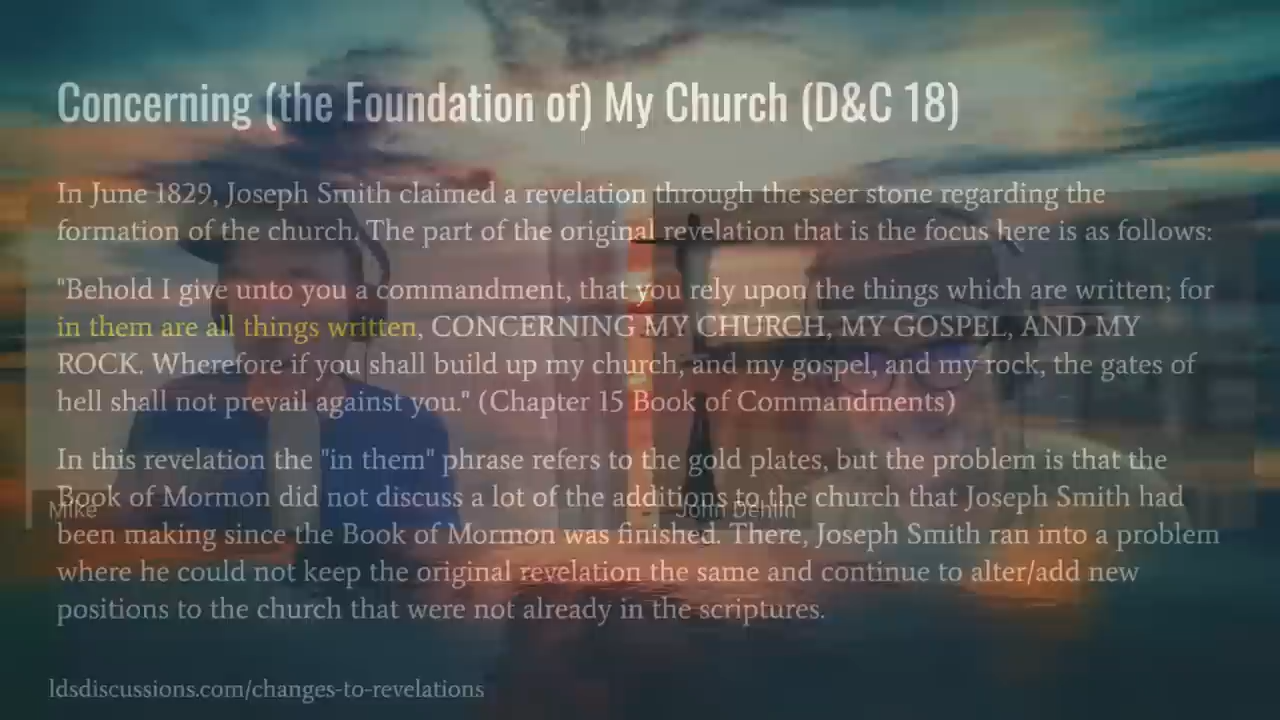 Concerning (the Foundation of) My Church (D&C 18)
In June 1829, Joseph Smith claimed a revelation through the seer stone regarding the
formation of the church. The part of the original revelation that is the focus here is as follows:
"Behold I give unto you a commandment, that you rely upon the things which are written; for
in them are all things written, CONCERNING MY CHURCH, MY GOSPEL, AND MY
ROCK. Wherefore if you shall build up my church, and my gospel, and my rock, the gates of
hell shall not prevail against you." (Chapter 15 Book of Commandments)
In this revelation the "in them" phrase refers to the gold plates, but the problem is that the
Book of Mormon did not discuss a lot of the additions to the church that Joseph Smith had
Mike
John Dehlin
been making since the Book of Mormon was finished. There, Joseph Smith ran into a problem
where he could not keep the original revelation the same and continue to alter/add new
positions to the church that were not already in the scriptures.
ldsdiscussions.com/changes-to-revelations